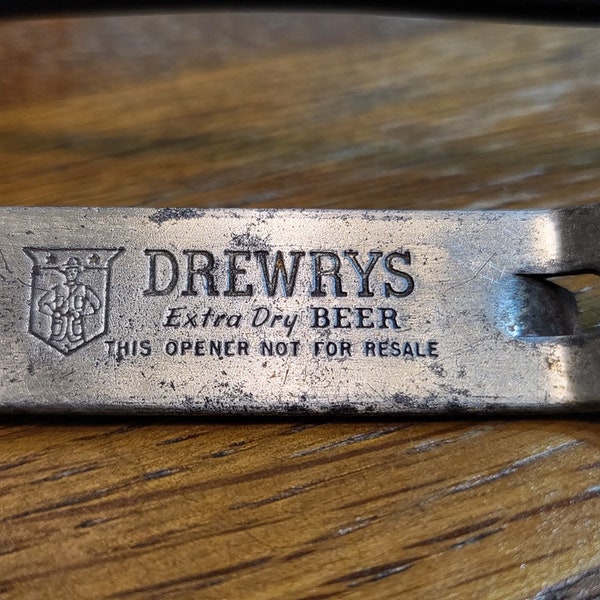 DREWRYS
Extra Dry BEER
THIS OPENER NOT FOR RESALE